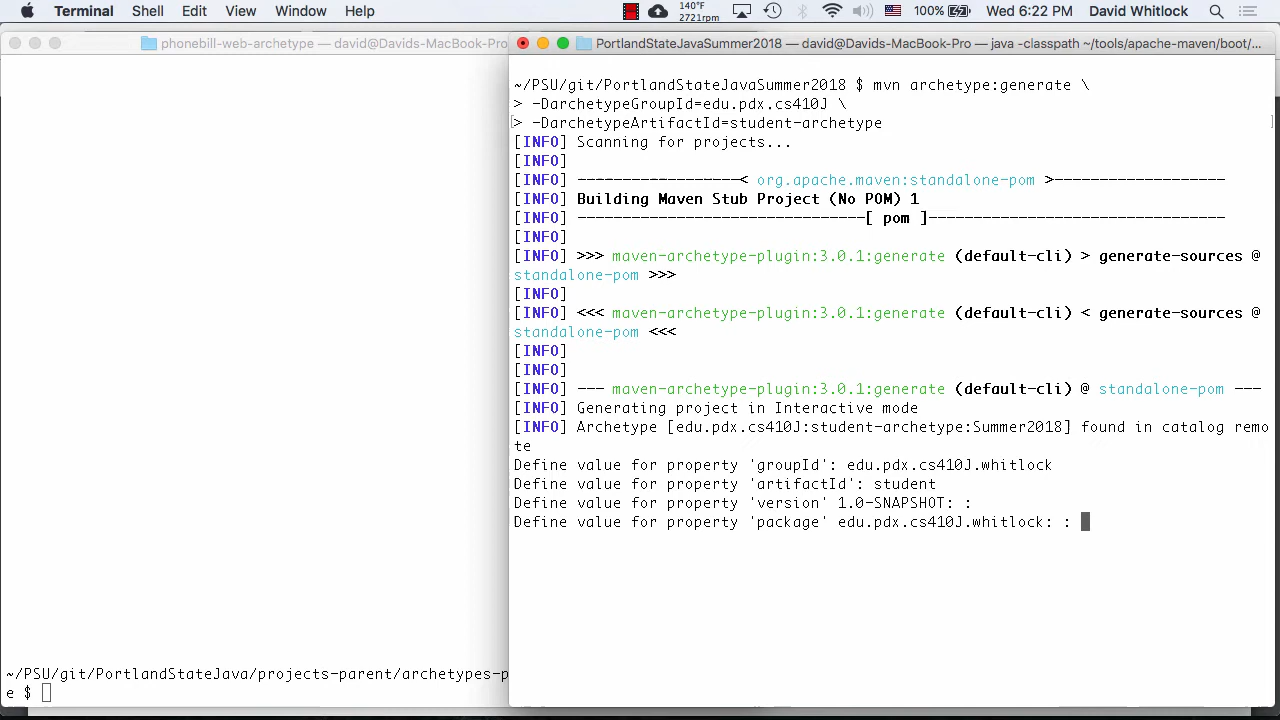 Terminal Shell Edit View Window Help 140°F 2721rpm 100% Wed 6:22 PM David Whitlock
phonebill-web-archetype — david@Davids-MacBook-Pro
PortlandStateJavaSummer2018 — david@Davids-MacBook-Pro — java -classpath ~/tools/apache-maven/boot/...
~/PSU/git/PortlandStateJavaSummer2018 $ mvn archetype:generate \
> -DarchetypeGroupId=edu.pdx.cs410J \
> -DarchetypeArtifactId=student-archetype
[INFO] Scanning for projects...
[INFO]
[INFO] ------------------< org.apache.maven:standalone-pom >-------------------
[INFO] Building Maven Stub Project (No POM) 1
[INFO] --------------------------------[ pom ]---------------------------------
[INFO]
[INFO] >>> maven-archetype-plugin:3.0.1:generate (default-cli) > generate-sources @
standalone-pom >>>
[INFO]
[INFO] <<< maven-archetype-plugin:3.0.1:generate (default-cli) < generate-sources @
standalone-pom <<<
[INFO]
[INFO]
[INFO] --- maven-archetype-plugin:3.0.1:generate (default-cli) @ standalone-pom ---
[INFO] Generating project in Interactive mode
[INFO] Archetype [edu.pdx.cs410J:student-archetype:Summer2018] found in catalog remo
te
Define value for property 'groupId': edu.pdx.cs410J.whitlock
Define value for property 'artifactId': student
Define value for property 'version' 1.0-SNAPSHOT: :
Define value for property 'package' edu.pdx.cs410J.whitlock: :
~/PSU/git/PortlandStateJava/projects-parent/archetypes-p
e $